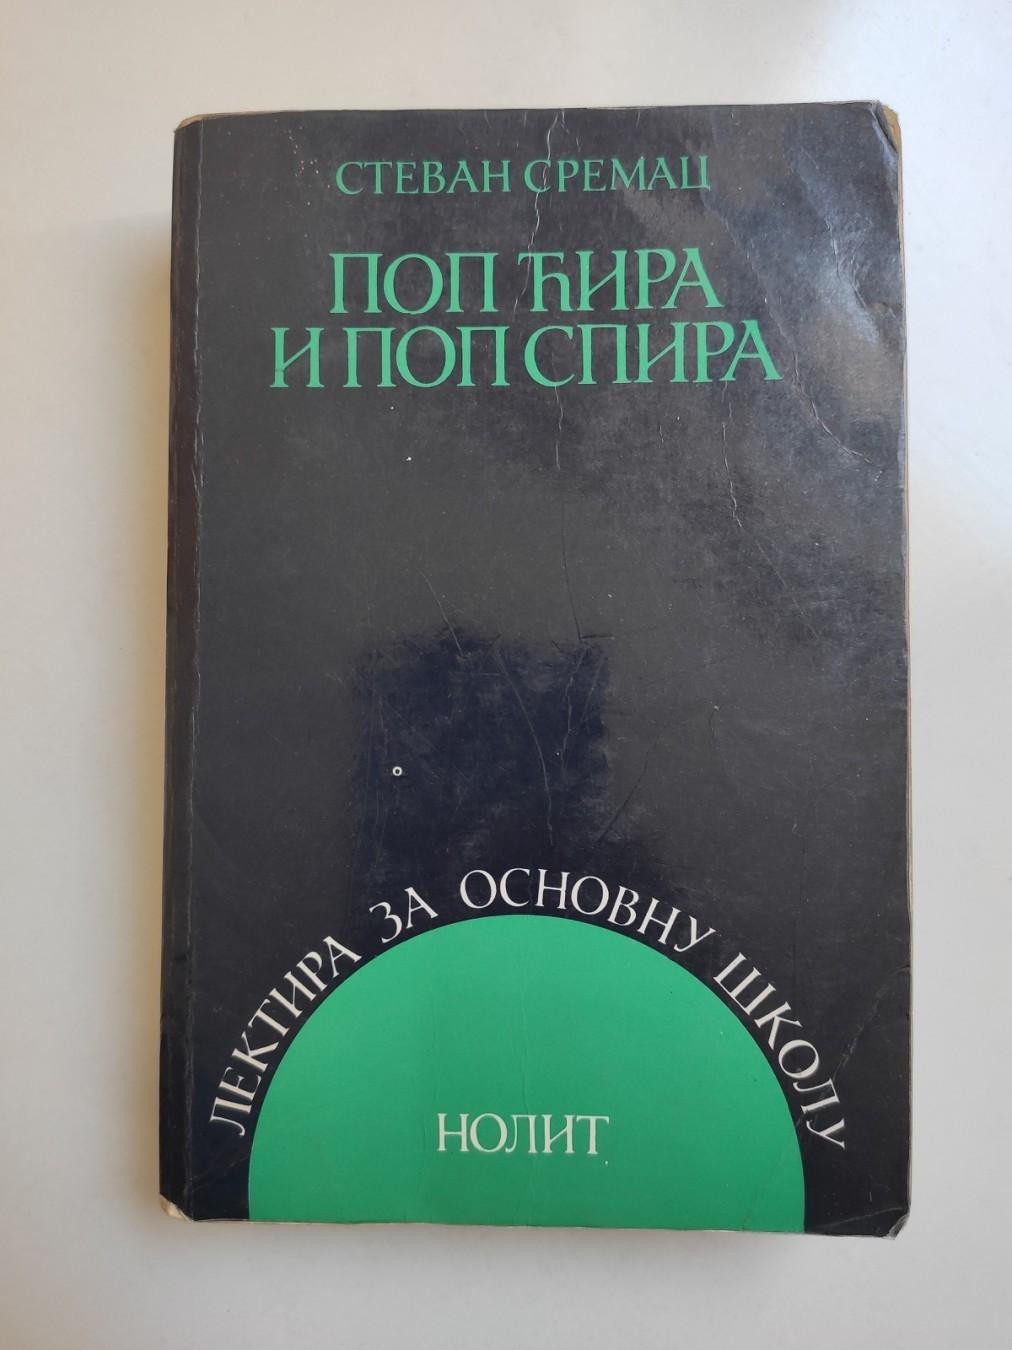 СТЕВАН СРЕМАЦ
ПОП ЋИРА
И ПОП СПИРА
ЛЕКТИРА ЗА ОСНОВНУ ШКОЛУ
НОЛИТ